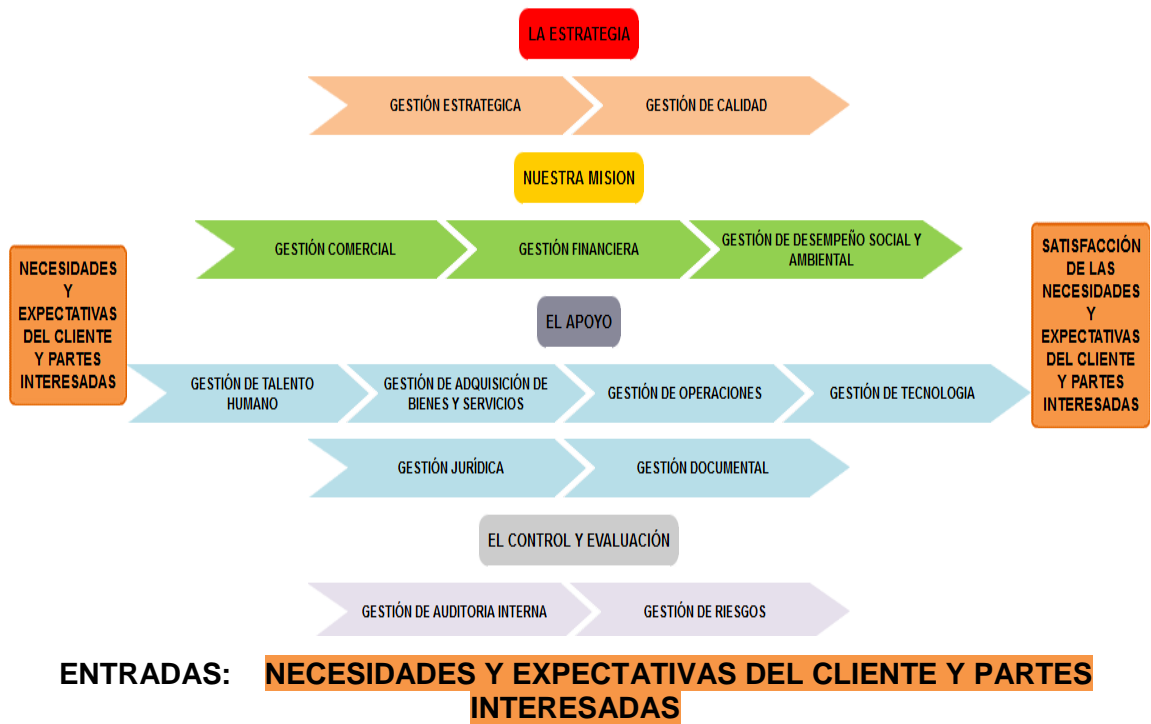 LA ESTRATEGIA
GESTIÓN ESTRATEGICA
GESTIÓN DE CALIDAD
NUESTRA MISION
GESTIÓN COMERCIAL
GESTIÓN FINANCIERA
GESTIÓN DE DESEMPEÑO SOCIAL Y
AMBIENTAL
NECESIDADES
Y
EXPECTATIVAS
DEL CLIENTE
Y PARTES
INTERESADAS
SATISFACCIÓN
DE LAS
NECESIDADES
Y
EXPECTATIVAS
DEL CLIENTE
Y PARTES
INTERESADAS
EL APOYO
GESTIÓN DE TALENTO
HUMANO
GESTIÓN DE ADQUISICIÓN DE
BIENES Y SERVICIOS
GESTIÓN DE OPERACIONES
GESTIÓN DE TECNOLOGIA
GESTIÓN JURÍDICA
GESTIÓN DOCUMENTAL
EL CONTROL Y EVALUACIÓN
GESTIÓN DE AUDITORIA INTERNA
GESTIÓN DE RIESGOS
ENTRADAS: NECESIDADES Y EXPECTATIVAS DEL CLIENTE Y PARTES
INTERESADAS